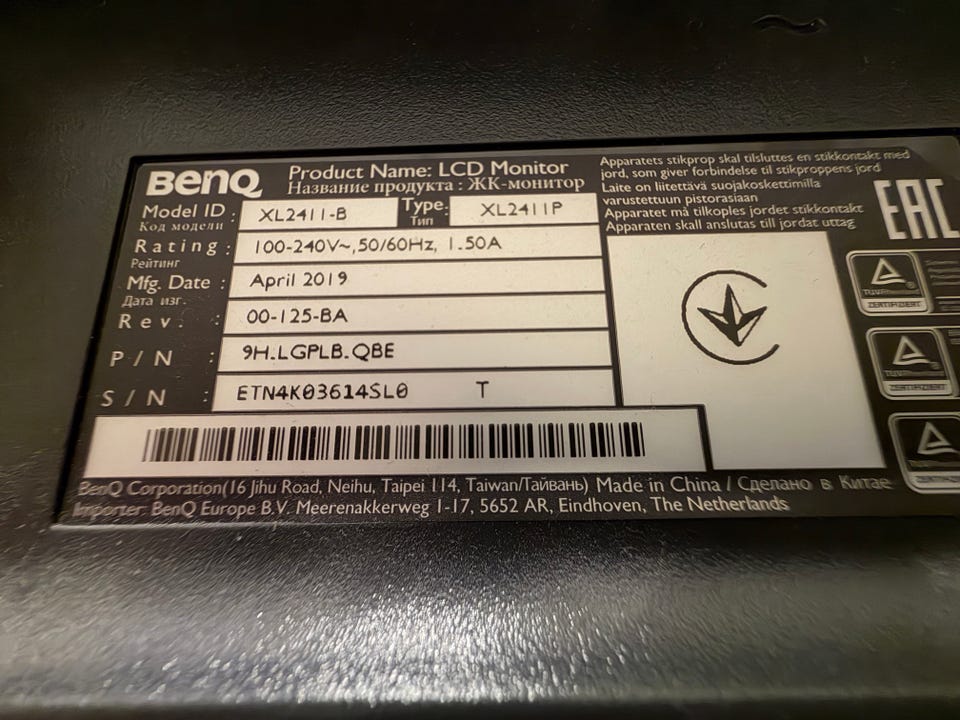 BenQ
Product Name: LCD Monitor
Название продукта : ЖК-монитор
Model ID : XL2411-B Type: XL2411P
Код модели Тип
Rating : 100-240V~,50/60Hz, 1.50A
Рейтинг
Mfg. Date : April 2019
Дата изг.
Rev. : 00-125-BA
P/N : 9H.LGPLB.QBE
S/N : ETN4K03614SL0 T
Apparatets stikprop skal tilsluttes en stikkontakt med
jord, som giver forbindelse til stikproppens jord
Laite on liitettävä suojakoskettimilla
varustettuun pistorasiaan
Apparatet må tilkoples jordet stikkontakt
Apparaten skall anslutas till jordat uttag
EAC
TÜV
ZERTIFIZIERT
TÜV
ZERTIFIZIERT
BenQ Corporation(16 Jihu Road, Neihu, Taipei 114, Taiwan/Тайвань) Made in China / Сделано в Китае
Importer: BenQ Europe B.V. Meerenakkerweg 1-17, 5652 AR, Eindhoven, The Netherlands